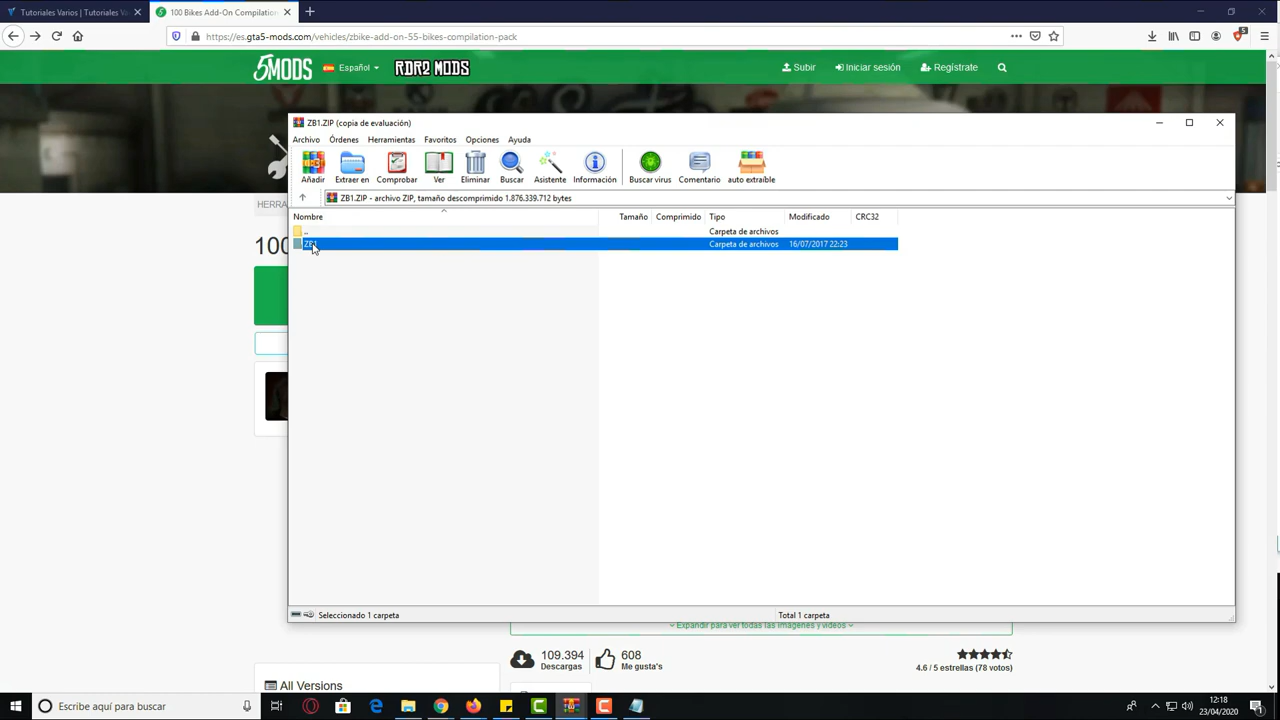 Tutoriales Varios | Tutoriales Va
100 Bikes Add-On Compilation
https://es.gta5-mods.com/vehicles/zbike-add-on-55-bikes-compilation-pack
5MODS
Español
RDR2 MODS
Subir
Iniciar sesión
Regístrate
ZB1.ZIP (copia de evaluación)
Archivo Órdenes Herramientas Favoritos Opciones Ayuda
Añadir Extraer en Comprobar Ver Eliminar Buscar Asistente Información Buscar virus Comentario auto extraíble
ZB1.ZIP - archivo ZIP, tamaño descomprimido 1.876.339.712 bytes
Nombre Tamaño Comprimido Tipo Modificado CRC32
HERRA
.. Carpeta de archivos
ZB1 Carpeta de archivos 16/07/2017 22:23
100
Seleccionado 1 carpeta
Total 1 carpeta
Expandir para ver todas las imágenes y videos
109.394
Descargas
608
Me gusta's
4.6 / 5 estrellas (78 votos)
All Versions
Escribe aquí para buscar
12:18
23/04/2020